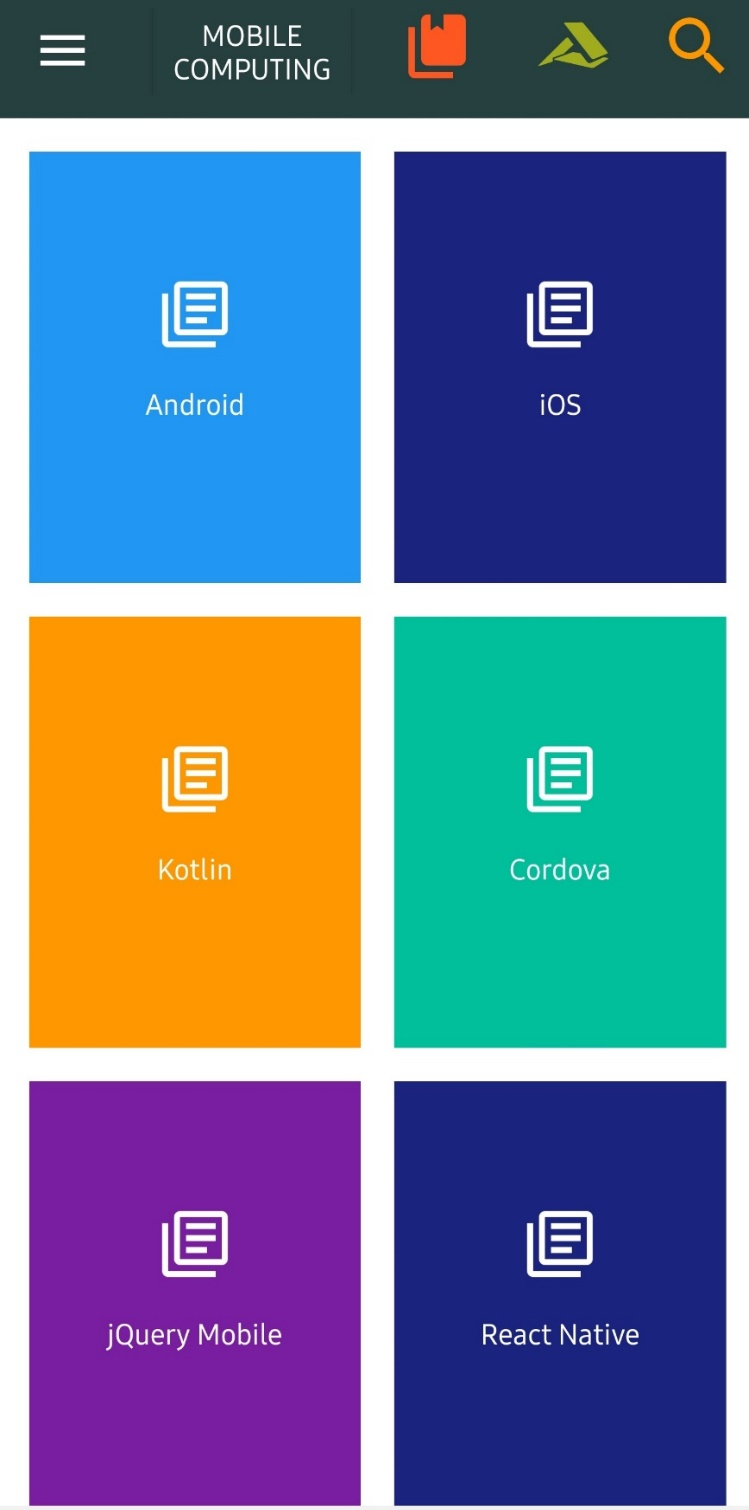 MOBILE
COMPUTING
Android
iOS
Kotlin
Cordova
jQuery Mobile
React Native